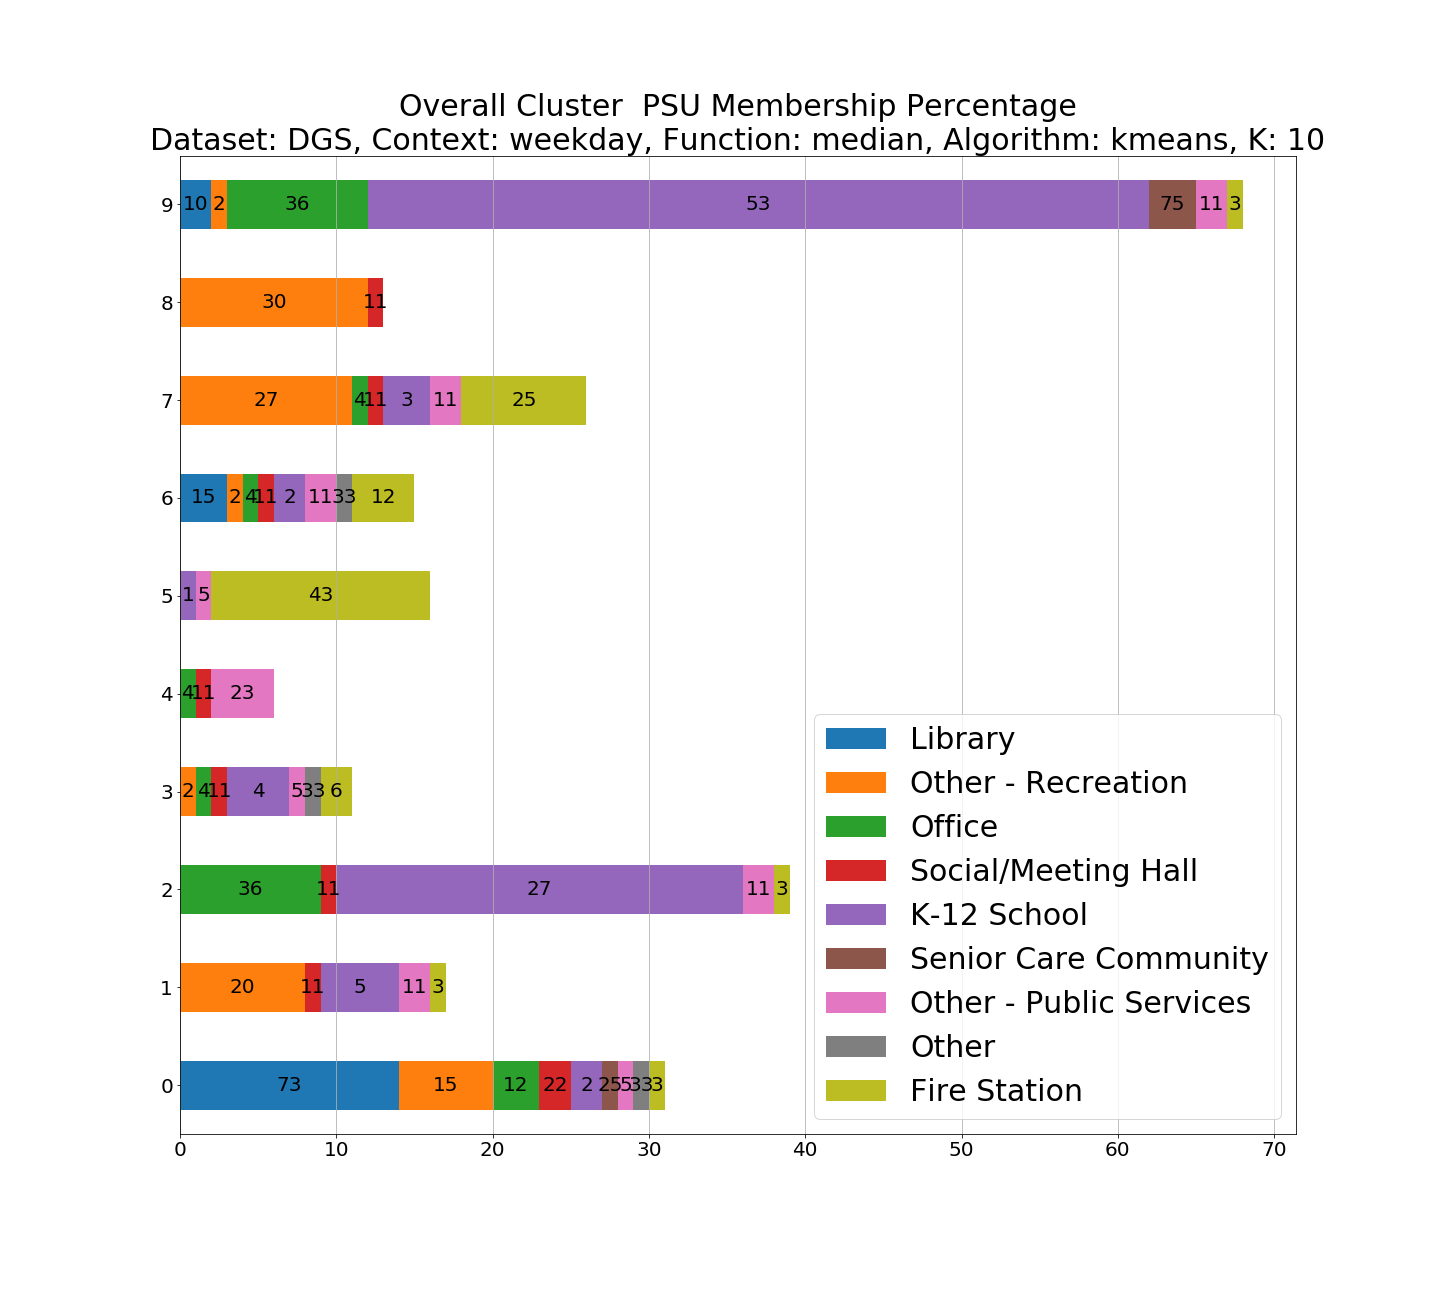 Overall Cluster  PSU Membership Percentage
Dataset: DGS, Context: weekday, Function: median, Algorithm: kmeans, K: 10
9 10 2 36 53 75 11 3
8 30 11
7 27 4 11 3 11 25
6 15 2 4 11 2 11 33 12
5 1 5 43
4 4 11 23
3 2 4 11 4 5 33 6
2 36 11 27 11 3
1 20 11 5 11 3
0 73 15 12 22 2 25 5 33 3
0 10 20 30 40 50 60 70
Library
Other - Recreation
Office
Social/Meeting Hall
K-12 School
Senior Care Community
Other - Public Services
Other
Fire Station